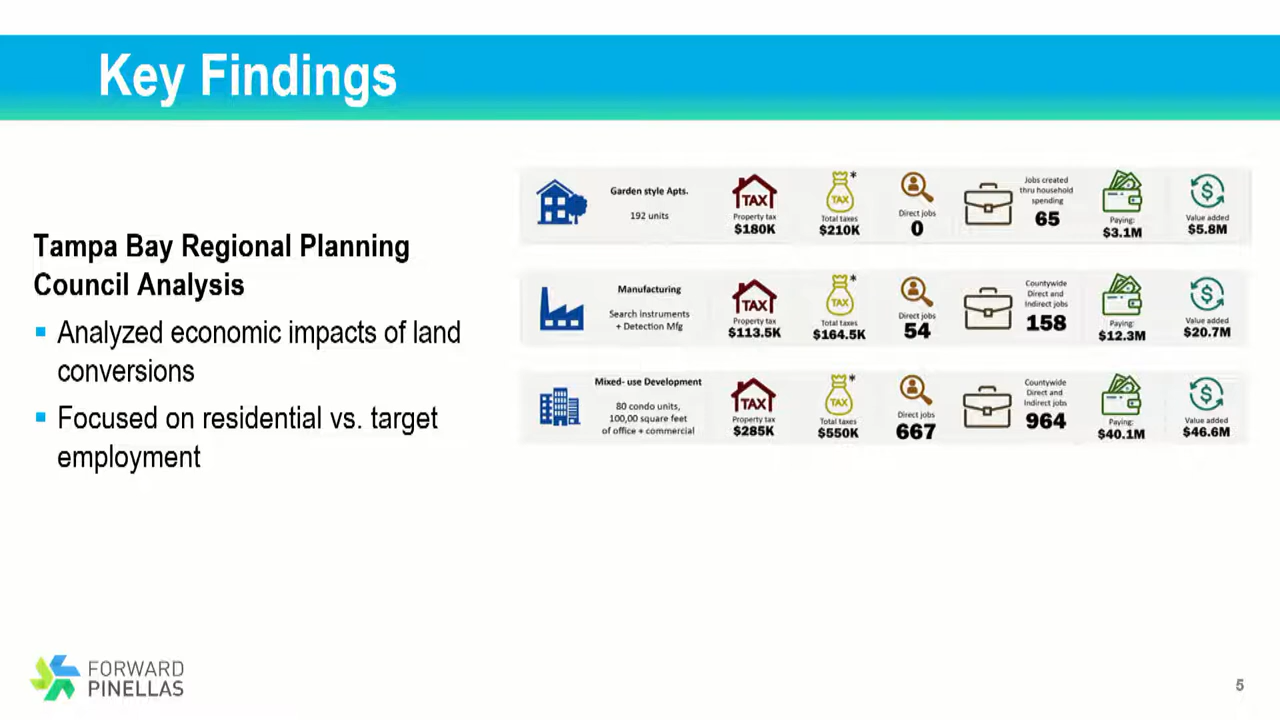 Key Findings
Tampa Bay Regional Planning
Council Analysis
Analyzed economic impacts of land
conversions
Focused on residential vs. target
employment
Garden style Apts.
192 units
TAX
Property tax
$180K
*
TAX
Total taxes
$210K
Direct jobs
0
Jobs created
thru household
spending
65
Paying:
$3.1M
$
Value added
$5.8M
Manufacturing
Search instruments
+ Detection Mfg
TAX
Property tax
$113.5K
*
TAX
Total taxes
$164.5K
Direct jobs
54
Countywide
Direct and
Indirect jobs
158
Paying:
$12.3M
$
Value added
$20.7M
Mixed- use Development
80 condo units,
100,00 square feet
of office + commercial
TAX
Property tax
$285K
*
TAX
Total taxes
$550K
Direct jobs
667
Countywide
Direct and
Indirect jobs
964
Paying:
$40.1M
$
Value added
$46.6M
FORWARD
PINELLAS
5